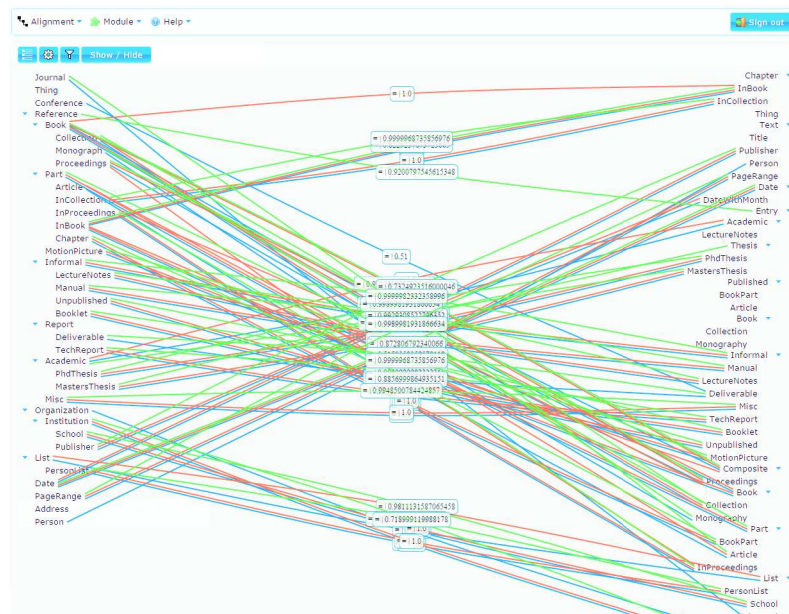 Alignment Module Help
Sign out
Show / Hide
Journal
Thing
Conference
Reference
Book
Collection
Monograph
Proceedings
Part
Article
InCollection
InProceedings
InBook
Chapter
MotionPicture
Informal
LectureNotes
Manual
Unpublished
Booklet
Report
Deliverable
TechReport
Academic
PhdThesis
MastersThesis
Misc
Organization
Institution
School
Publisher
List
PersonList
Date
PageRange
Address
Person
= | 1.0
= | 0.9999968735856976
= | 1.0
= | 0.9200797545615348
= | 0.51
= | 0.7324823516000046
= | 0.9999982332358996
= | 0.9989981931866634
= | 0.872806792340066
= | 0.9999968735856976
= | 0.8856999864935151
= | 0.9948500784424857
= | 1.0
= | 1.0
= | 0.9811131587065458
= | 0.718999119988178
= | 1.0
= | 1.0
Chapter
InBook
InCollection
Thing
Text
Title
Publisher
Person
PageRange
Date
DateWithMonth
Entry
Academic
LectureNotes
Thesis
PhdThesis
MastersThesis
Published
BookPart
Article
Book
Collection
Monography
Informal
Manual
LectureNotes
Deliverable
Misc
TechReport
Booklet
Unpublished
MotionPicture
Composite
Proceedings
Book
Collection
Monography
Part
BookPart
Article
InProceedings
List
PersonList
School